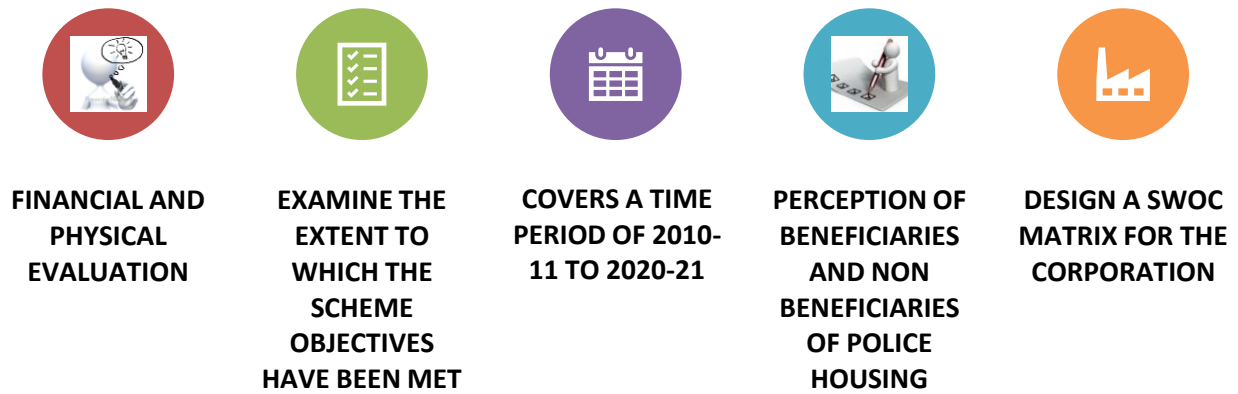 FINANCIAL AND
PHYSICAL
EVALUATION
EXAMINE THE
EXTENT TO
WHICH THE
SCHEME
OBJECTIVES
HAVE BEEN MET
COVERS A TIME
PERIOD OF 2010-
11 TO 2020-21
PERCEPTION OF
BENEFICIARIES
AND NON
BENEFICIARIES
OF POLICE
HOUSING
DESIGN A SWOC
MATRIX FOR THE
CORPORATION